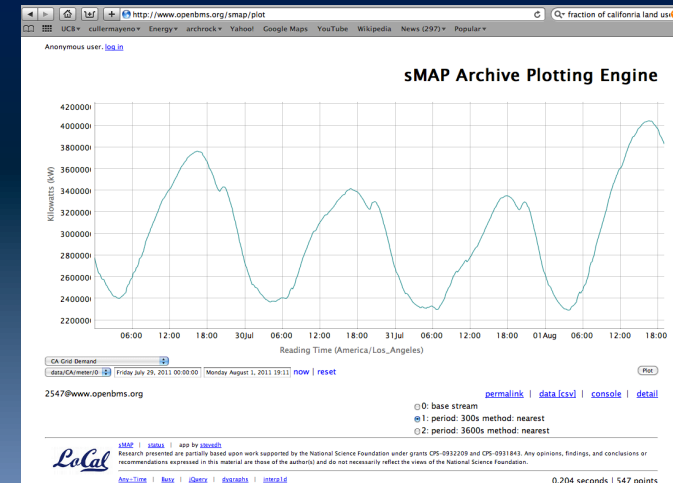 http://www.openbms.org/smap/plot
fraction of califonria land use
UCB cullermayeno Energy archrock Yahoo! Google Maps YouTube Wikipedia News (297) Popular
Anonymous user. log in
sMAP Archive Plotting Engine
4200000
4000000
3800000
3600000
3400000
3200000
3000000
2800000
2600000
2400000
2200000
Kilowatts (kW)
06:00 12:00 18:00 30Jul 06:00 12:00 18:00 31Jul 06:00 12:00 18:00 01Aug 06:00 12:00 18:00
Reading Time (America/Los_Angeles)
CA Grid Demand
data/CA/meter/0 Friday July 29, 2011 00:00:00 Monday August 1, 2011 19:11 now | reset
Plot
2547@www.openbms.org
permalink | data [csv] | console | detail
0: base stream
1: period: 300s method: nearest
2: period: 3600s method: nearest
LoCal
sMAP | status | app by stevedh
Research presented are partially based upon work supported by the National Science Foundation under grants CPS-0932209 and CPS-0931843. Any opinions, findings, and conclusions or
recommendations expressed in this material are those of the author(s) and do not necessarily reflect the views of the National Science Foundation.
Any-Time | Busy | jQuery | dygraphs | interp1d
0.204 seconds | 547 points